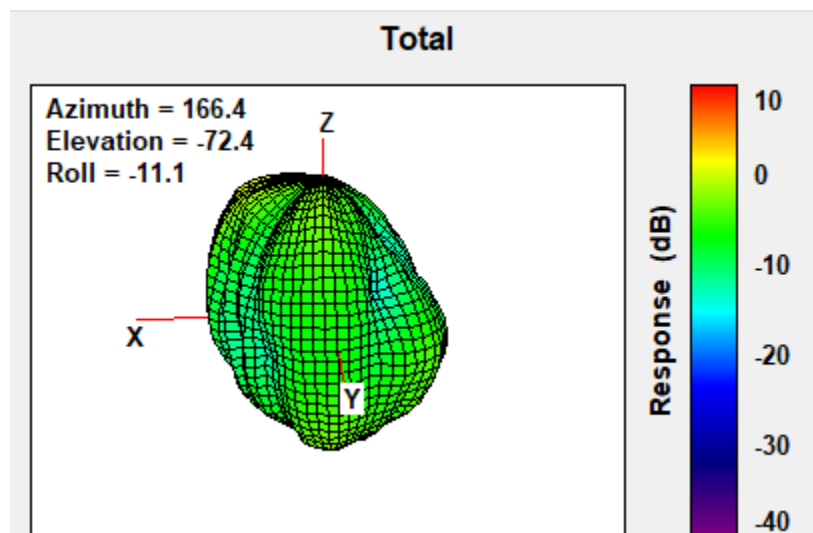 Total
Azimuth = 166.4
Elevation = -72.4
Roll = -11.1
Z
X
Y
10
0
-10
-20
-30
-40
Response (dB)